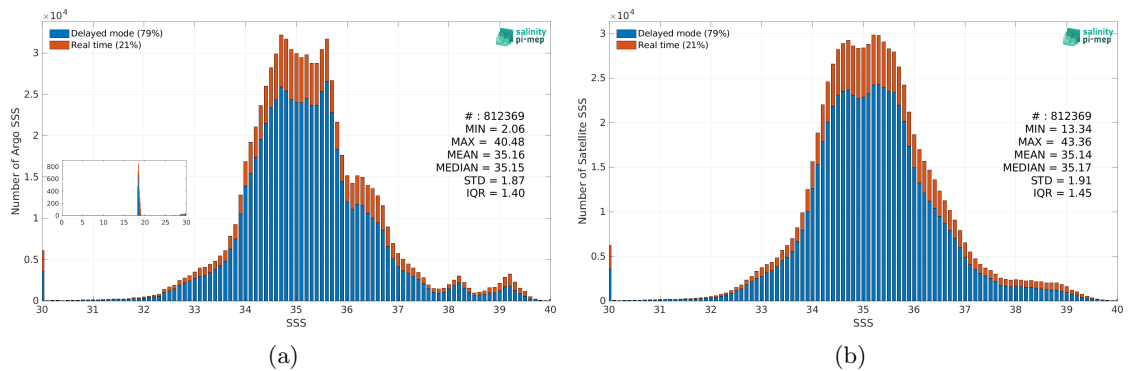 ×10⁴
Delayed mode (79%)
Real time (21%)
salinity
pi-mep
3
2.5
2
1.5
1
0.5
0
Number of Argo SSS
# : 812369
MIN = 2.06
MAX = 40.48
MEAN = 35.16
MEDIAN = 35.15
STD = 1.87
IQR = 1.40
800
600
400
200
0
0 5 10 15 20 25 30
30 31 32 33 34 35 36 37 38 39 40
SSS
(a)
×10⁴
Delayed mode (79%)
Real time (21%)
salinity
pi-mep
3
2.5
2
1.5
1
0.5
0
Number of Satellite SSS
# : 812369
MIN = 13.34
MAX = 43.36
MEAN = 35.14
MEDIAN = 35.17
STD = 1.91
IQR = 1.45
30 31 32 33 34 35 36 37 38 39 40
SSS
(b)